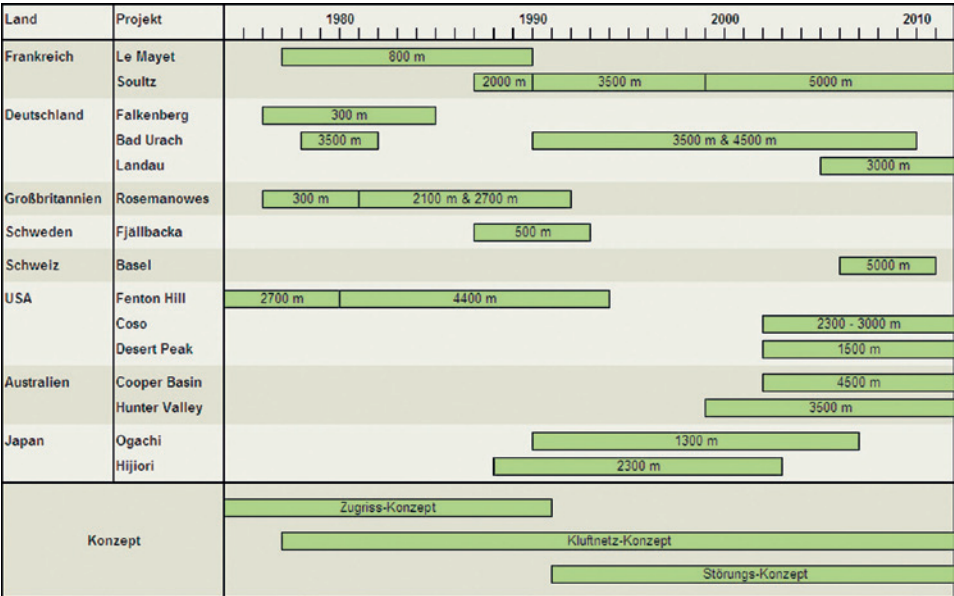 Land Projekt 1980 1990 2000 2010
Frankreich Le Mayet 800 m
Soultz 2000 m 3500 m 5000 m
Deutschland Falkenberg 300 m
Bad Urach 3500 m 3500 m & 4500 m
Landau 3000 m
Großbritannien Rosemanowes 300 m 2100 m & 2700 m
Schweden Fjällbacka 500 m
Schweiz Basel 5000 m
USA Fenton Hill 2700 m 4400 m
Coso 2300 - 3000 m
Desert Peak 1500 m
Australien Cooper Basin 4500 m
Hunter Valley 3500 m
Japan Ogachi 1300 m
Hijiori 2300 m
Zugriss-Konzept
Konzept Kluftnetz-Konzept
Störungs-Konzept